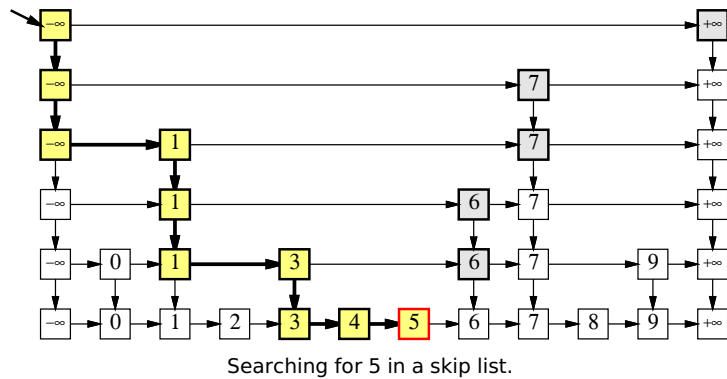 −∞ +∞
−∞ 7 +∞
−∞ 1 7 +∞
−∞ 1 6 7 +∞
−∞ 0 1 3 6 7 9 +∞
−∞ 0 1 2 3 4 5 6 7 8 9 +∞
Searching for 5 in a skip list.